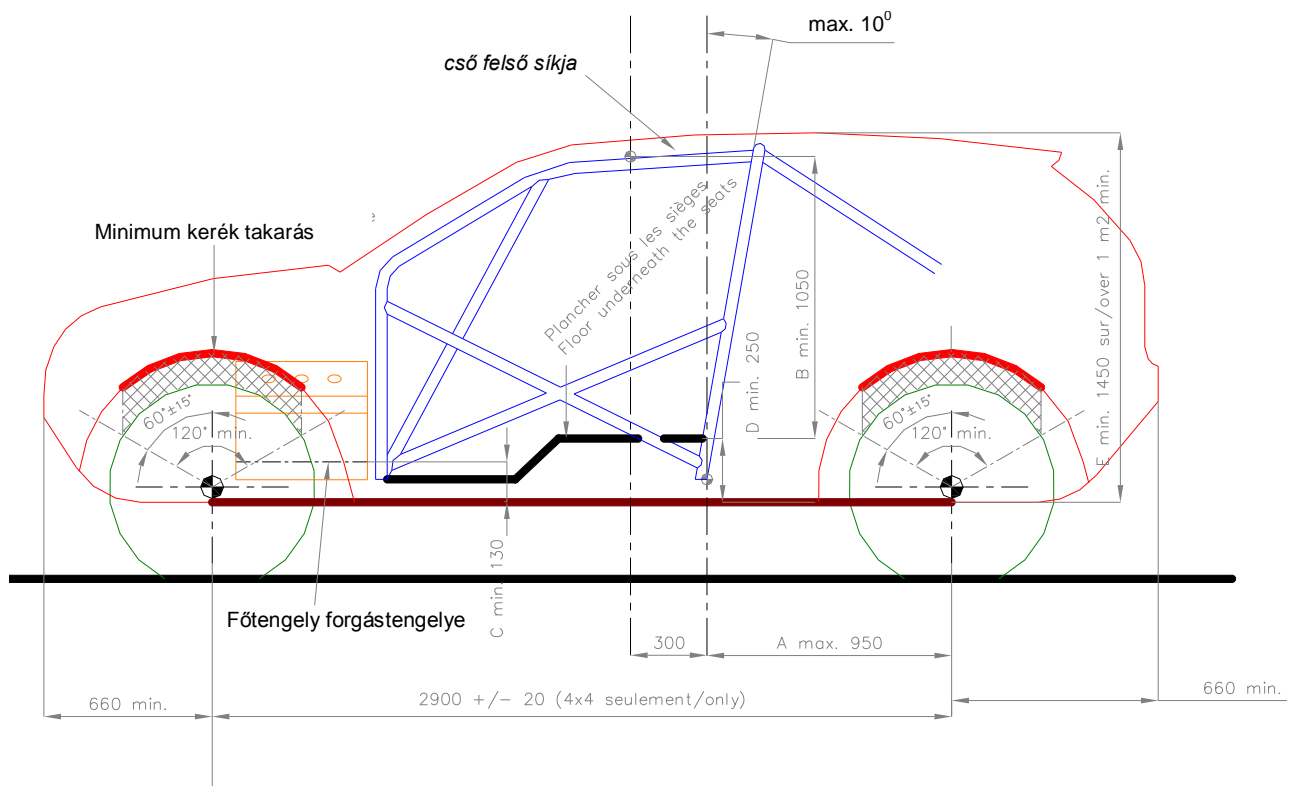 max. 10⁰
cső felső síkja
Minimum kerék takarás
Plancher sous les sièges
Floor underneath the seats
D min. 250
B min. 1050
E min. 1450 sur/over 1 m2 min.
60°±15°
120° min.
60°±15°
120° min.
C min. 130
Főtengely forgástengelye
300
A max. 950
660 min.
2900 +/- 20 (4x4 seulement/only)
660 min.